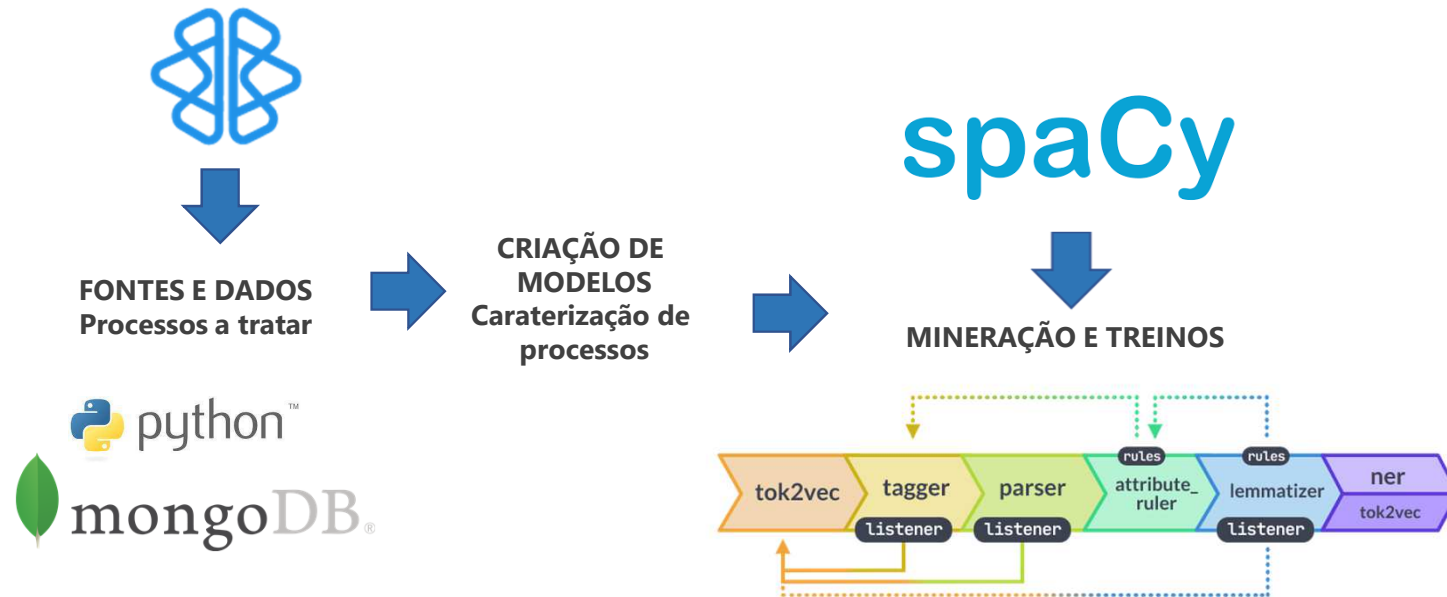 spaCy
FONTES E DADOS
Processos a tratar
CRIAÇÃO DE
MODELOS
Caraterização de
processos
MINERAÇÃO E TREINOS
python™
mongoDB®
tok2vec
tagger
listener
parser
listener
rules
attribute_
ruler
rules
lemmatizer
listener
ner
tok2vec